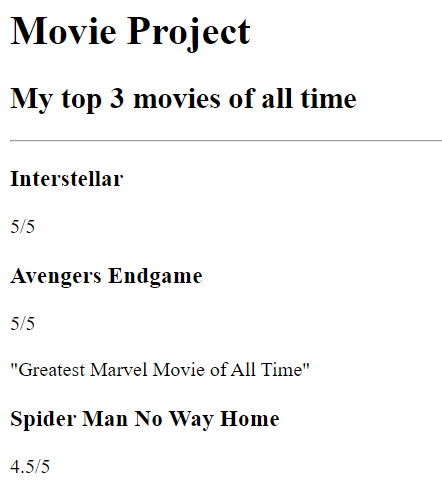 Movie Project
My top 3 movies of all time
Interstellar
5/5
Avengers Endgame
5/5
"Greatest Marvel Movie of All Time"
Spider Man No Way Home
4.5/5